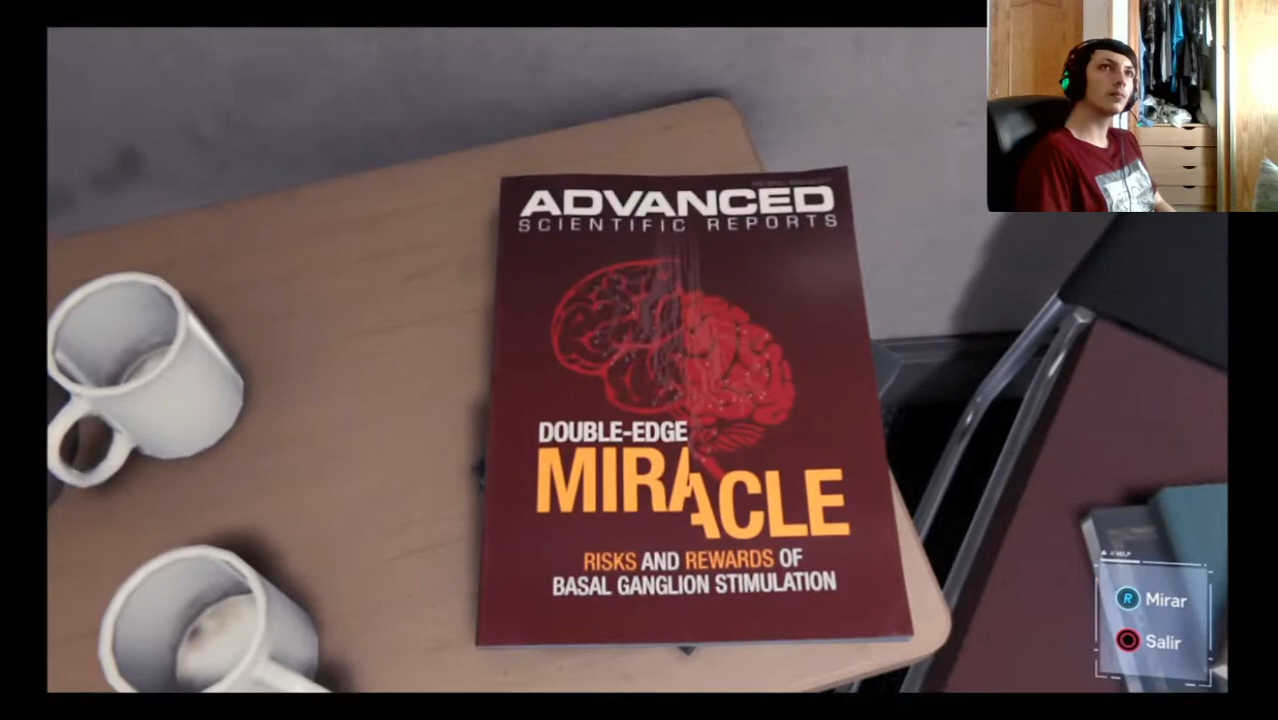 ADVANCED
SCIENTIFIC REPORTS
DOUBLE-EDGE
MIRACLE
RISKS AND REWARDS OF
BASAL GANGLION STIMULATION
R Mirar
Salir